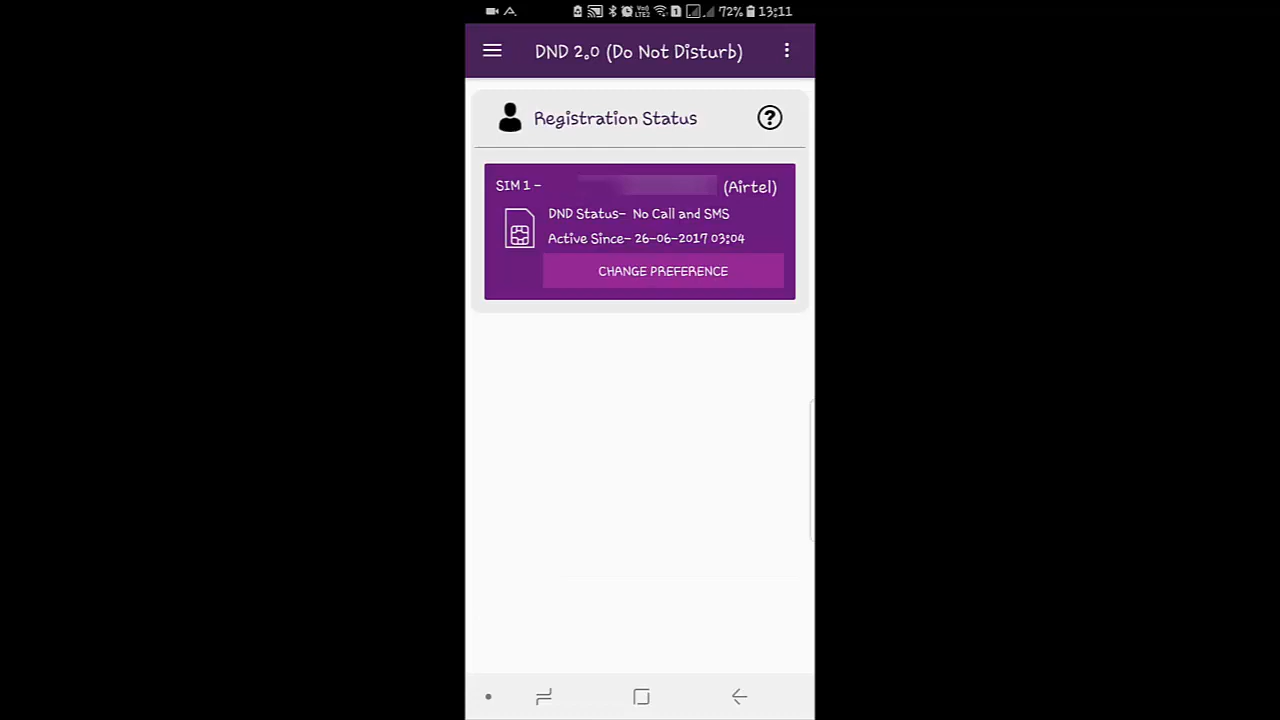 72% 13:11
DND 2.0 (Do Not Disturb)
Registration Status
SIM 1 - (Airtel)
DND Status- No Call and SMS
Active Since- 26-06-2017 03:04
CHANGE PREFERENCE